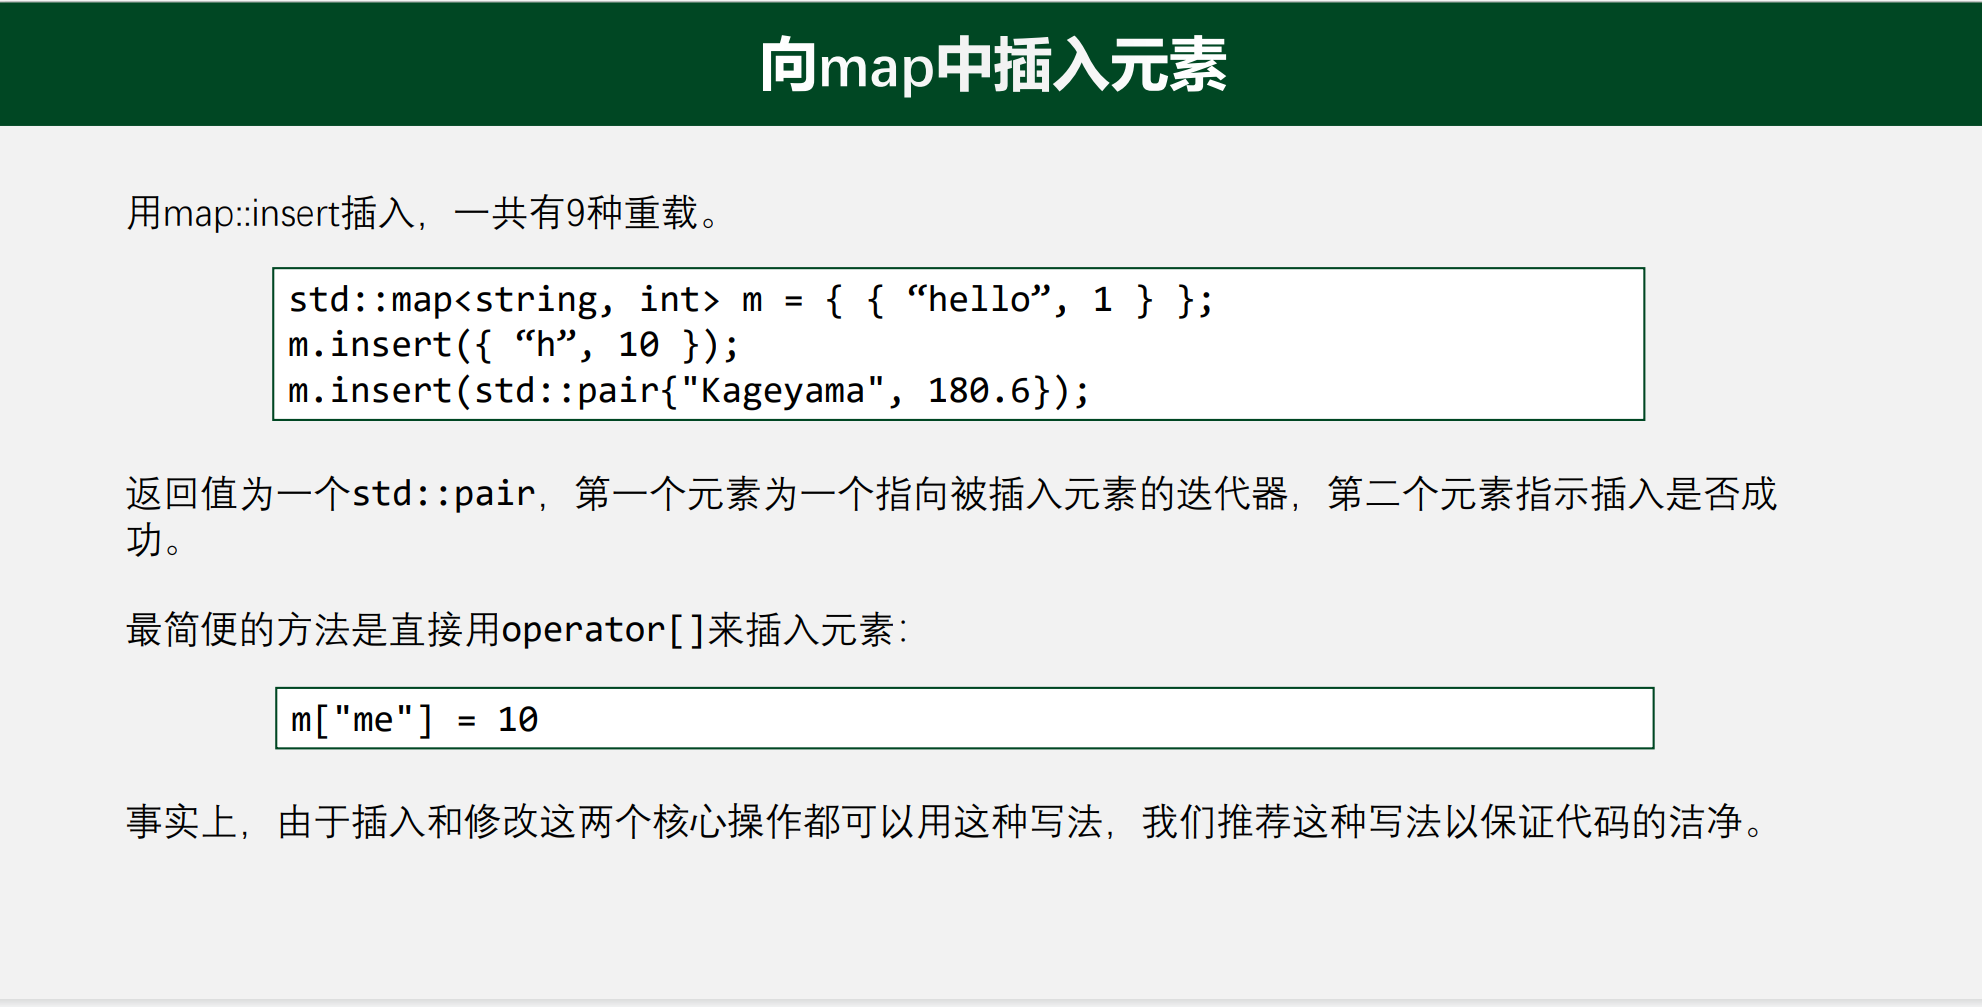 向map中插入元素
用map::insert插入，一共有9种重载。
std::map<string, int> m = { { “hello”, 1 } };
m.insert({ “h”, 10 });
m.insert(std::pair{"Kageyama", 180.6});
返回值为一个std::pair，第一个元素为一个指向被插入元素的迭代器，第二个元素指示插入是否成
功。
最简便的方法是直接用operator[]来插入元素：
m["me"] = 10
事实上，由于插入和修改这两个核心操作都可以用这种写法，我们推荐这种写法以保证代码的洁净。